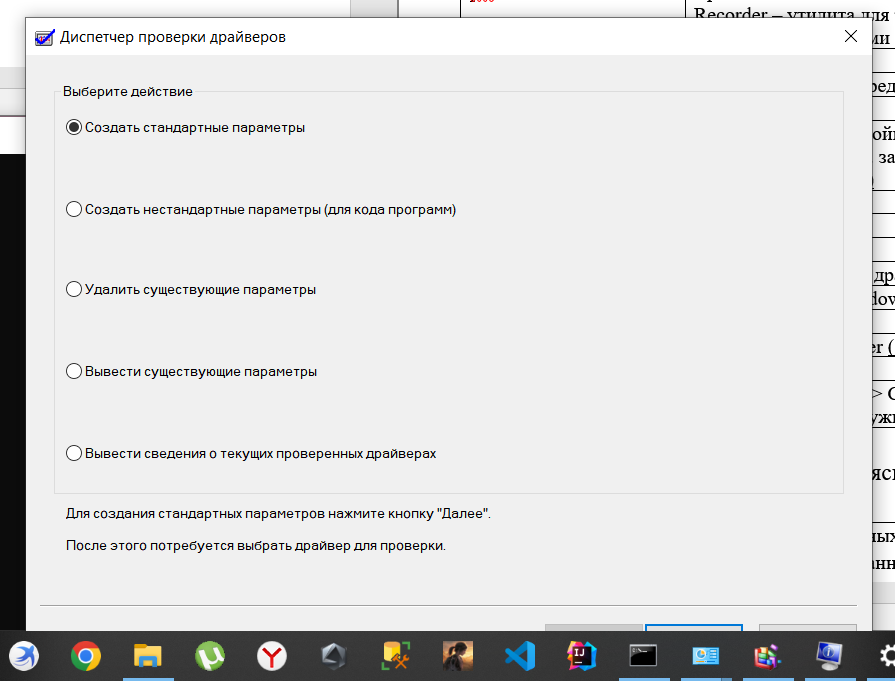 Recorder – утилита для
Диспетчер проверки драйверов
Выберите действие
Создать стандартные параметры
Создать нестандартные параметры (для кода программ)
Удалить существующие параметры
Вывести существующие параметры
Вывести сведения о текущих проверенных драйверах
Для создания стандартных параметров нажмите кнопку "Далее".
После этого потребуется выбрать драйвер для проверки.